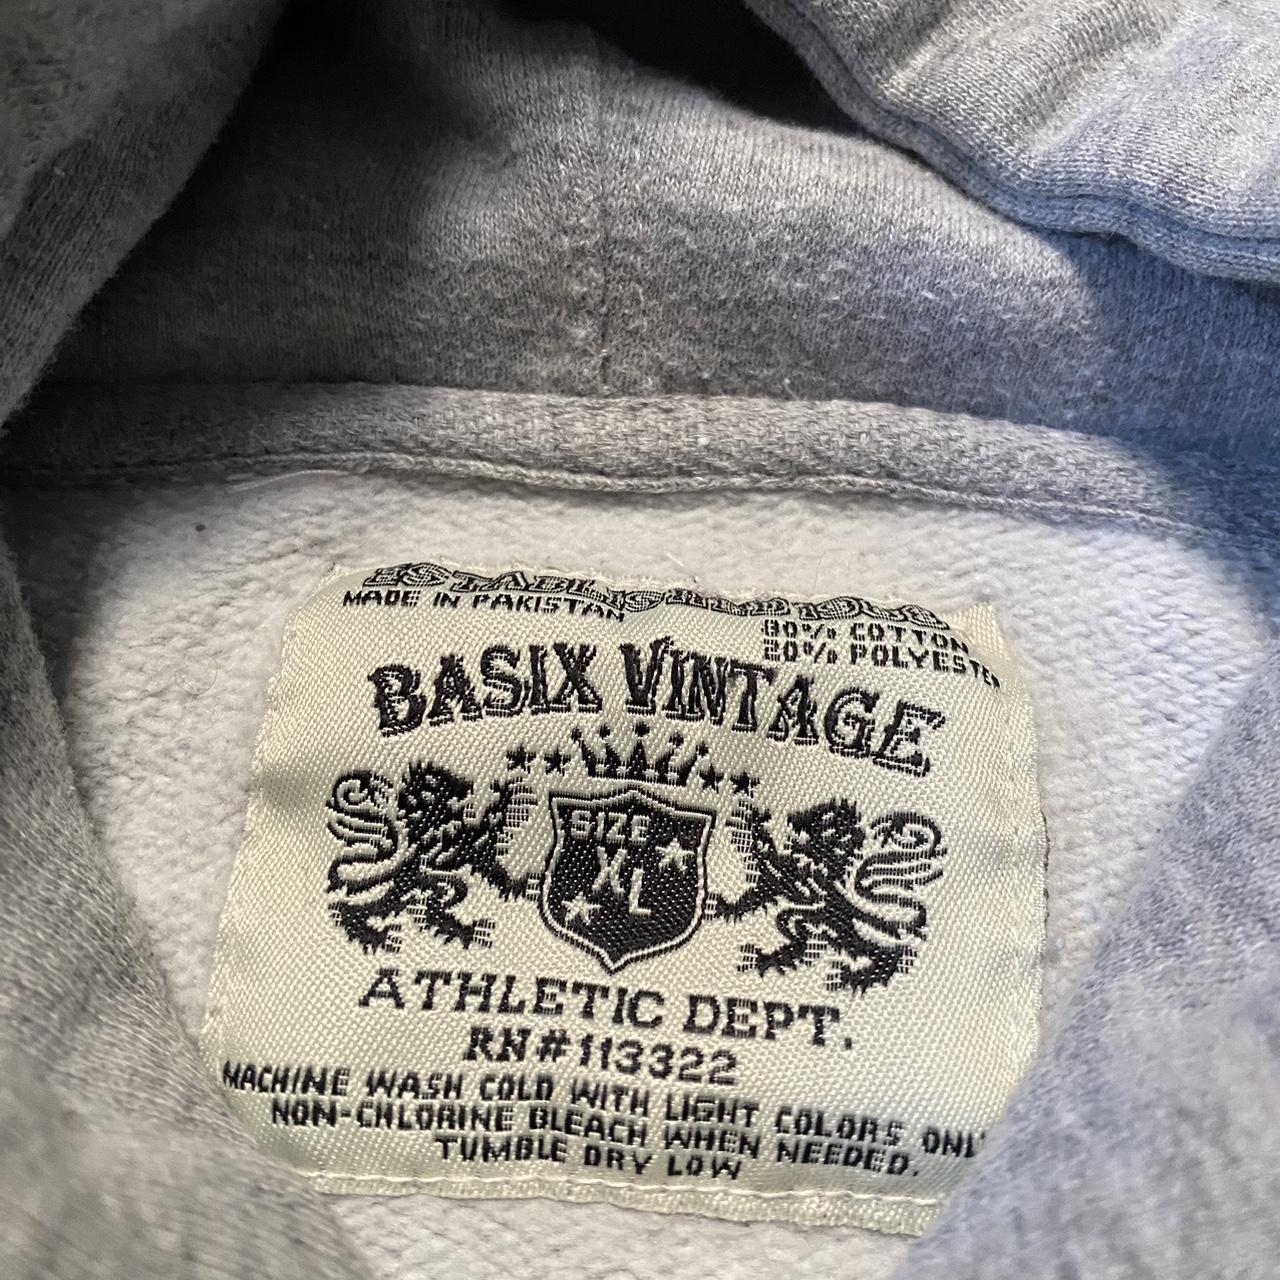 ESTABLISHED
MADE IN PAKISTAN
80% COTTON
20% POLYESTER
BASIX VINTAGE
SIZE
XL
ATHLETIC DEPT.
RN#113322
MACHINE WASH COLD WITH LIGHT COLORS ONLY
NON-CHLORINE BLEACH WHEN NEEDED.
TUMBLE DRY LOW